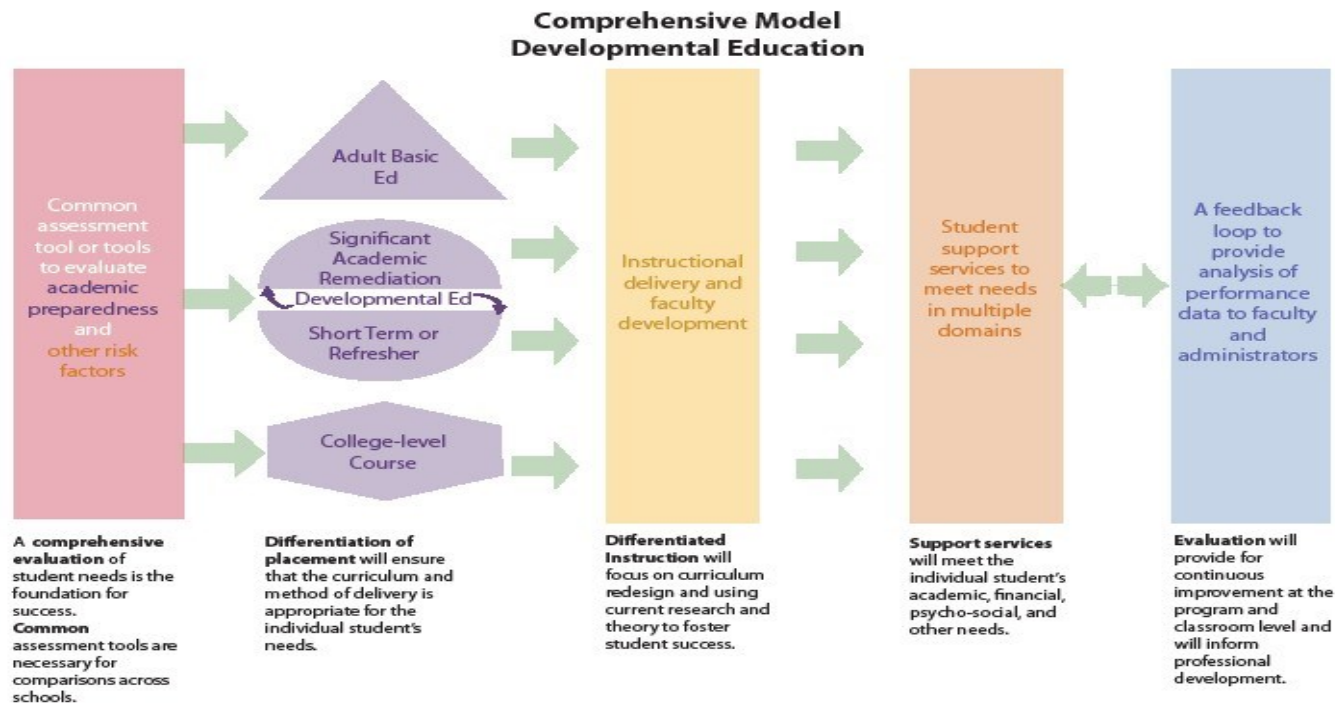 Comprehensive Model
Developmental Education
Common
assessment
tool or tools
to evaluate
academic
preparedness
and
other risk
factors
Adult Basic
Ed
Significant
Academic
Remediation
Developmental Ed
Short Term or
Refresher
College-level
Course
Instructional
delivery and
faculty
development
Student
support
services to
meet needs
in multiple
domains
A feedback
loop to
provide
analysis of
performance
data to faculty
and
administrators
A comprehensive
evaluation of
student needs is the
foundation for
success.
Common
assessment tools are
necessary for
comparisons across
schools.
Differentiation of
placement will ensure
that the curriculum and
method of delivery is
appropriate for the
individual student's
needs.
Differentiated
Instruction will
focus on curriculum
redesign and using
current research and
theory to foster
student success.
Support services
will meet the
individual student's
academic, financial,
psycho-social, and
other needs.
Evaluation will
provide for
continuous
improvement at the
program and
classroom level and
will inform
professional
development.